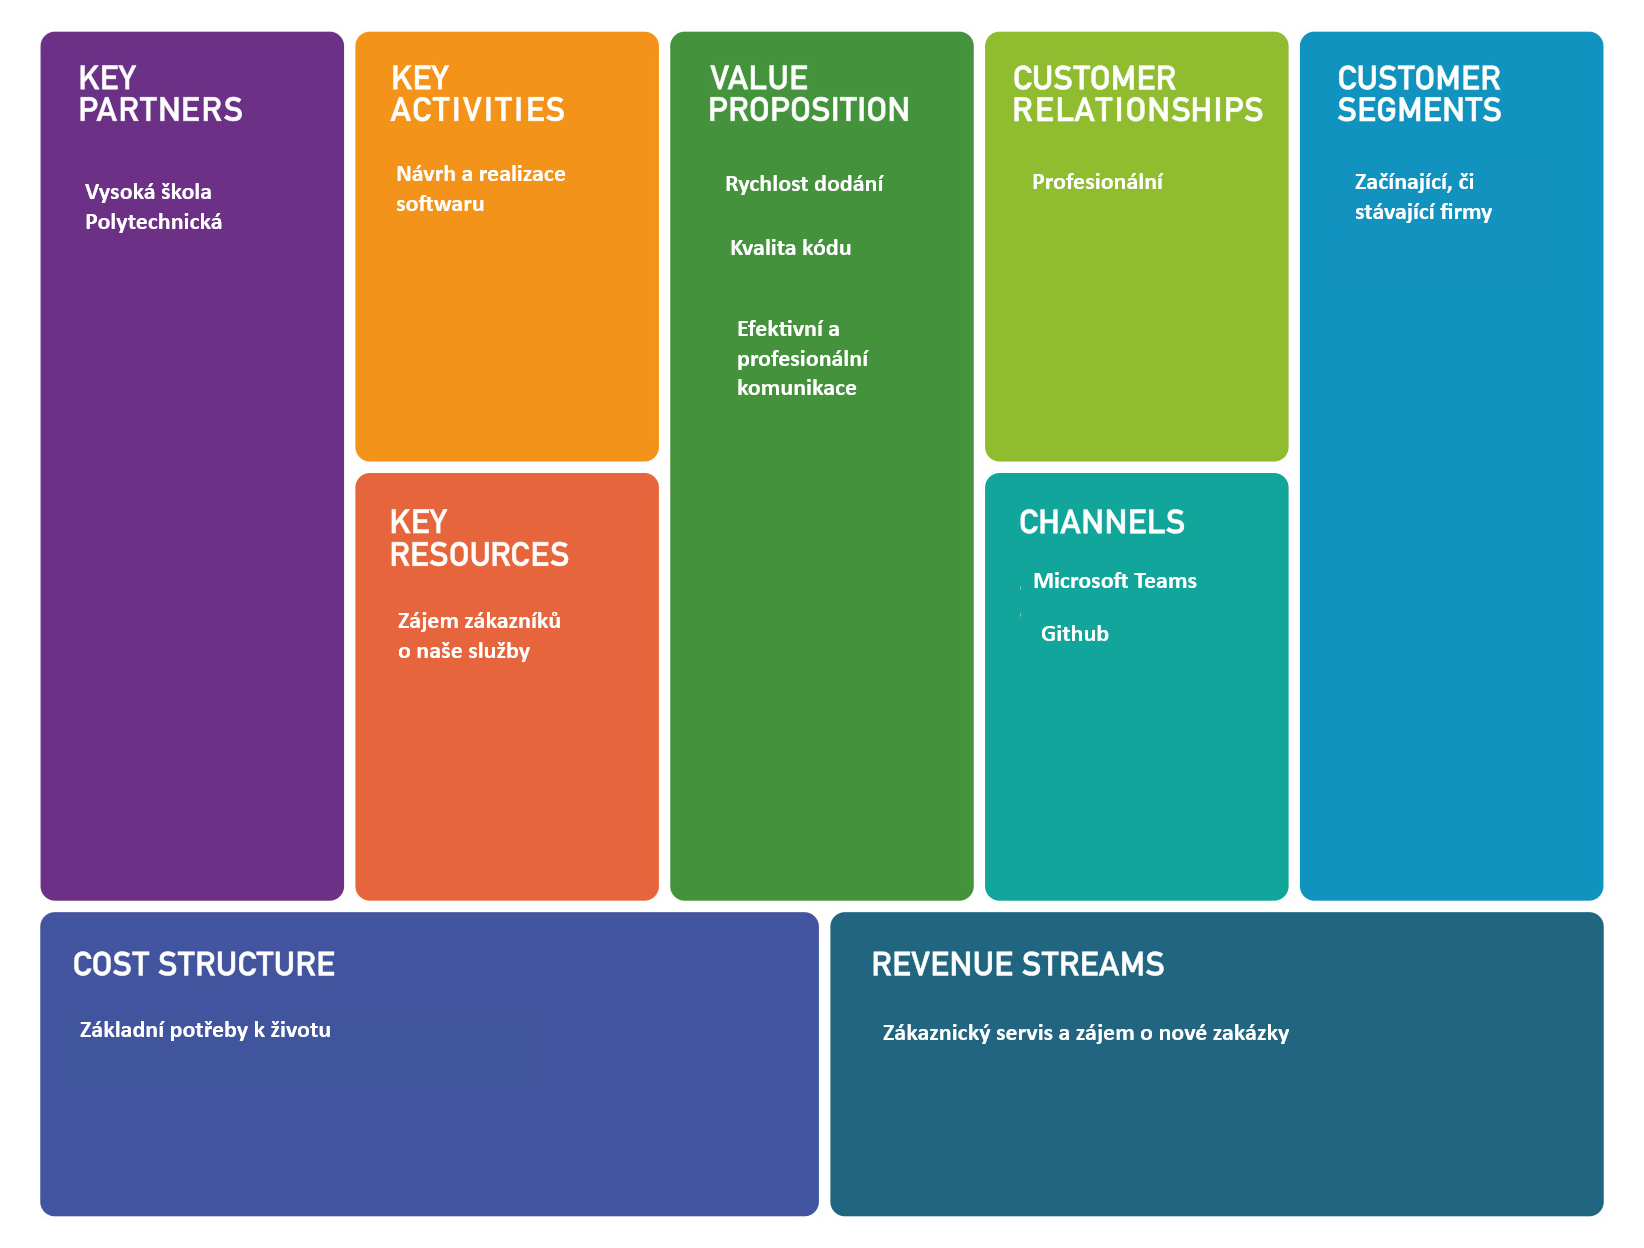 KEY
PARTNERS
Vysoká škola
Polytechnická
KEY
ACTIVITIES
Návrh a realizace
softwaru
KEY
RESOURCES
Zájem zákazníků
o naše služby
VALUE
PROPOSITION
Rychlost dodání
Kvalita kódu
Efektivní a
profesionální
komunikace
CUSTOMER
RELATIONSHIPS
Profesionální
CHANNELS
Microsoft Teams
Github
CUSTOMER
SEGMENTS
Začínající, či
stávající firmy
COST STRUCTURE
Základní potřeby k životu
REVENUE STREAMS
Zákaznický servis a zájem o nové zakázky